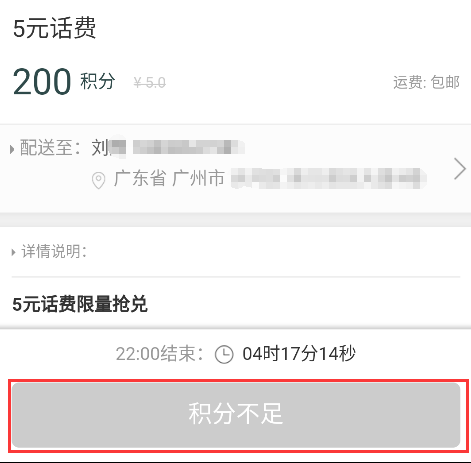 5元话费
200 积分 ¥5.0 运费: 包邮
配送至： 刘
广东省 广州市
详情说明：
5元话费限量抢兑
22:00结束： 04时17分14秒
积分不足